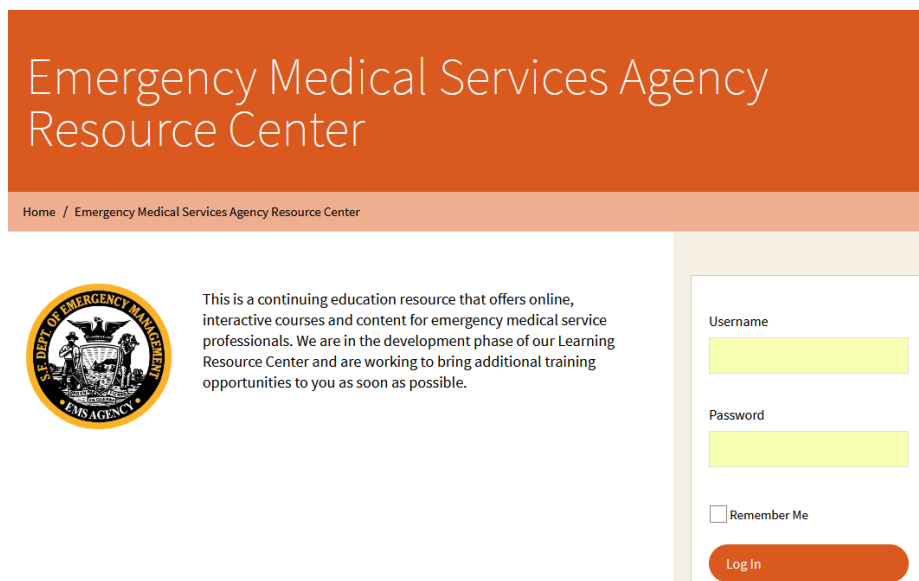 Emergency Medical Services Agency
Resource Center
Home / Emergency Medical Services Agency Resource Center
S.F. DEPT. OF EMERGENCY MANAGEMENT
• EMS AGENCY •
This is a continuing education resource that offers online,
interactive courses and content for emergency medical service
professionals. We are in the development phase of our Learning
Resource Center and are working to bring additional training
opportunities to you as soon as possible.
Username
Password
Remember Me
Log In